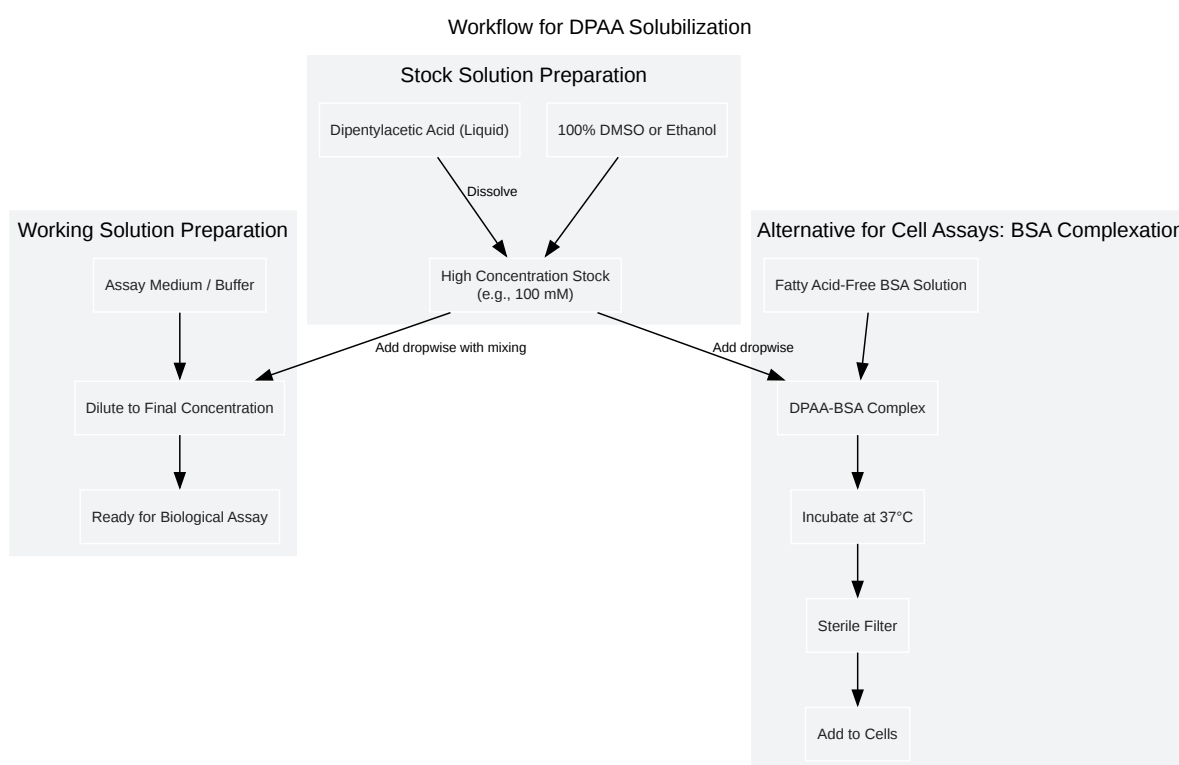 Workflow for DPAA Solubilization
Stock Solution Preparation
Dipentylacetic Acid (Liquid)
100% DMSO or Ethanol
Dissolve
High Concentration Stock
(e.g., 100 mM)
Working Solution Preparation
Assay Medium / Buffer
Add dropwise with mixing
Dilute to Final Concentration
Ready for Biological Assay
Alternative for Cell Assays: BSA Complexation
Fatty Acid-Free BSA Solution
Add dropwise
DPAA-BSA Complex
Incubate at 37°C
Sterile Filter
Add to Cells